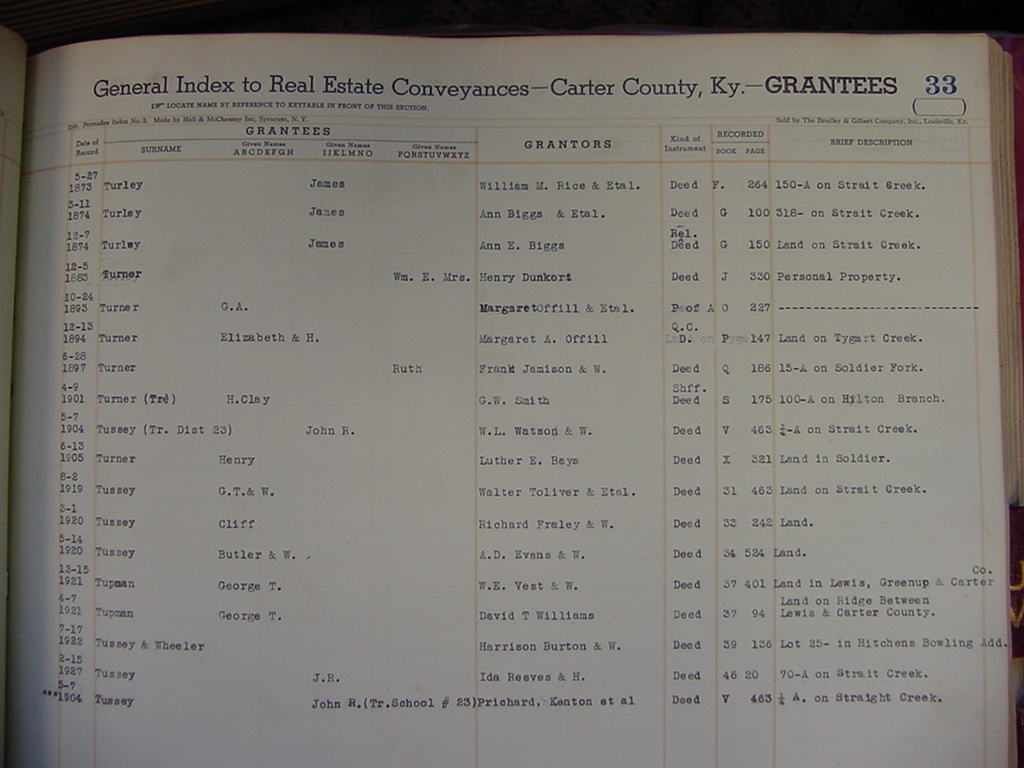 General Index to Real Estate Conveyances—Carter County, Ky.—GRANTEES 33
LOCATE NAME BY REFERENCE TO KEYTABLE IN FRONT OF THIS SECTION.
Index No. 3. Made by Hall & McChesney Inc, Syracuse, N. Y. Sold by The Bradley & Gilbert Company, Inc., Louisville, Ky.
GRANTEES
Date of Record SURNAME Given Names ABCDEFGH Given Names IJKLMNO Given Names PQRSTUVWXYZ GRANTORS Kind of Instrument RECORDED BOOK PAGE BRIEF DESCRIPTION
5-27
1873 Turley James William M. Rice & Etal. Deed F. 264 150-A on Strait Creek.
3-11
1874 Turley James Ann Biggs & Etal. Deed G 100 318- on Strait Creek.
12-7 Rel.
1874 Turley James Ann E. Biggs Deed G 150 Land on Strait Creek.
12-5
1883 Turner Wm. E. Mrs. Henry Dunkort Deed J 330 Personal Property.
10-24
1893 Turner G.A. Margaret Offill & Etal. P of A O 227 -----------------------------
12-13 Q.C.
1894 Turner Elizabeth & H. Margaret A. Offill D. P 147 Land on Tygart Creek.
6-28
1897 Turner Ruth Frank Jamison & W. Deed Q 186 15-A on Soldier Fork.
4-9 Shff.
1901 Turner (Tre) H.Clay G.W. Smith Deed S 175 100-A on Hilton Branch.
5-7
1904 Tussey (Tr. Dist 23) John R. W.L. Watson & W. Deed V 463 ¼-A on Strait Creek.
6-13
1905 Turner Henry Luther E. Bays Deed X 321 Land in Soldier.
8-2
1919 Tussey G.T.& W. Walter Toliver & Etal. Deed 31 463 Land on Strait Creek.
3-1
1920 Tussey Cliff Richard Fraley & W. Deed 33 242 Land.
5-14
1920 Tussey Butler & W. A.D. Evans & W. Deed 34 524 Land.
12-15 Co.
1921 Tupman George T. W.E. Vest & W. Deed 37 401 Land in Lewis, Greenup & Carter
4-7 Land on Ridge Between
1921 Tupman George T. David T Williams Deed 37 94 Lewis & Carter County.
7-17
1922 Tussey & Wheeler Harrison Burton & W. Deed 39 136 Lot 25- in Hitchens Bowling Add.
2-15
1927 Tussey J.R. Ida Reeves & H. Deed 46 20 70-A on Strait Creek.
5-7
***1904 Tussey John R.(Tr.School # 23) Prichard, Kenton et al Deed V 463 ¼ A. on Straight Creek.